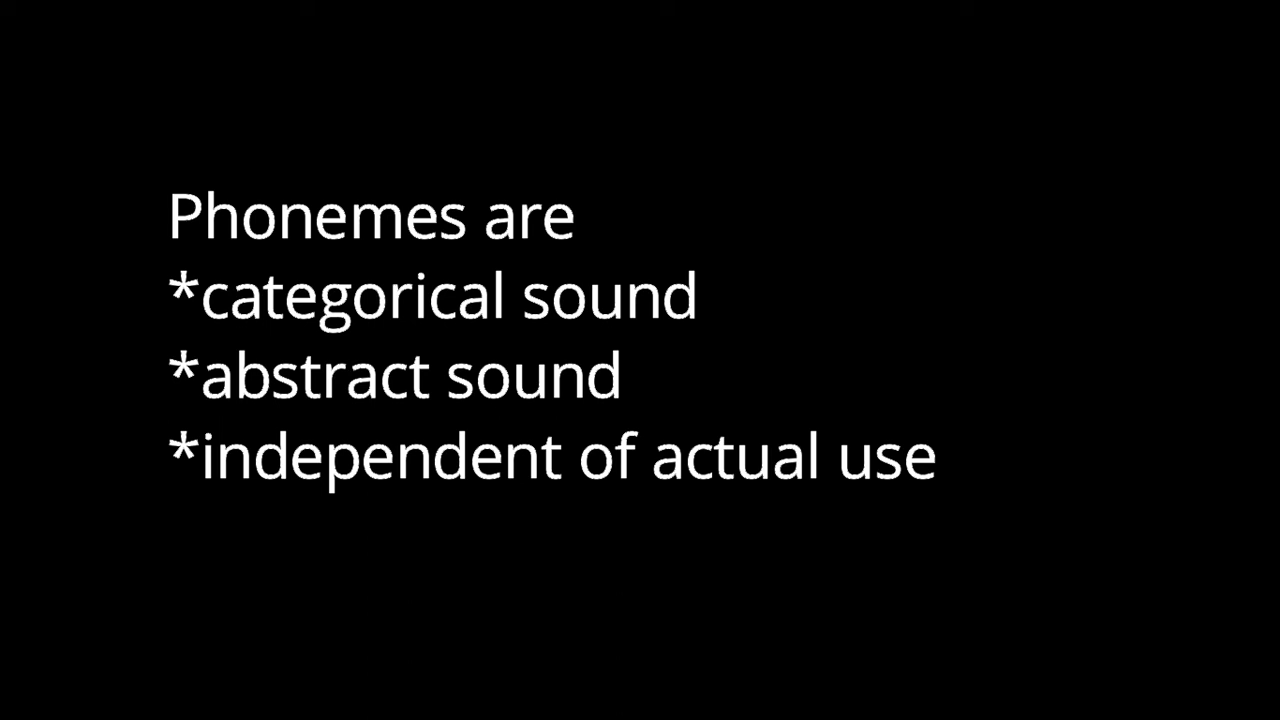 Phonemes are
*categorical sound
*abstract sound
*independent of actual use